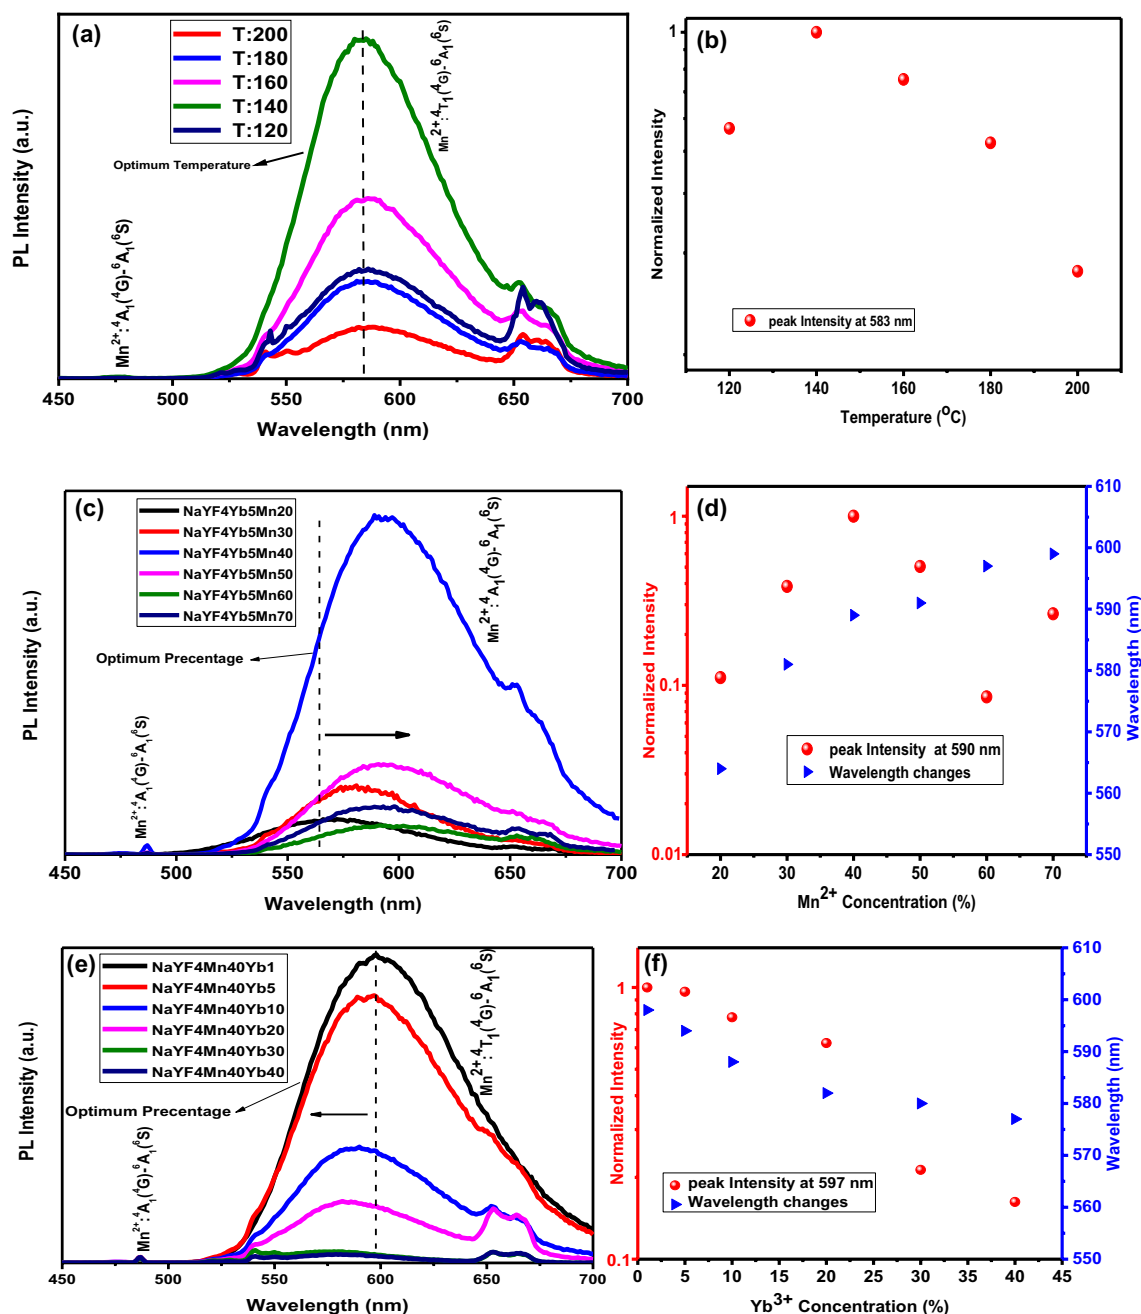 (a)
T:200
T:180
T:160
T:140
T:120
Optimum Temperature
Mn2+:4A1(4G)-6A1(6S)
Mn2+:4T1(4G)-6A1(6S)
PL Intensity (a.u.)
450 500 550 600 650 700
Wavelength (nm)
(b)
1
Normalized Intensity
peak Intensity at 583 nm
120 140 160 180 200
Temperature (OC)
(c)
NaYF4Yb5Mn20
NaYF4Yb5Mn30
NaYF4Yb5Mn40
NaYF4Yb5Mn50
NaYF4Yb5Mn60
NaYF4Yb5Mn70
Optimum Precentage
Mn2+:4A1(4G)-6A1(6S)
Mn2+:4A1(4G)-6A1(6S)
PL Intensity (a.u.)
450 500 550 600 650 700
Wavelength (nm)
(d)
1
0.1
0.01
Normalized Intensity
peak Intensity at 590 nm
Wavelength changes
610
600
590
580
570
560
550
Wavelength (nm)
20 30 40 50 60 70
Mn2+ Concentration (%)
(e)
NaYF4Mn40Yb1
NaYF4Mn40Yb5
NaYF4Mn40Yb10
NaYF4Mn40Yb20
NaYF4Mn40Yb30
NaYF4Mn40Yb40
Optimum Precentage
Mn2+:4A1(4G)-6A1(6S)
Mn2+:4T1(4G)-6A1(6S)
PL Intensity (a.u.)
450 500 550 600 650 700
Wavelength (nm)
(f)
1
0.1
Normalized Intensity
peak Intensity at 597 nm
Wavelength changes
610
600
590
580
570
560
550
Wavelength (nm)
0 5 10 15 20 25 30 35 40 45
Yb3+ Concentration (%)